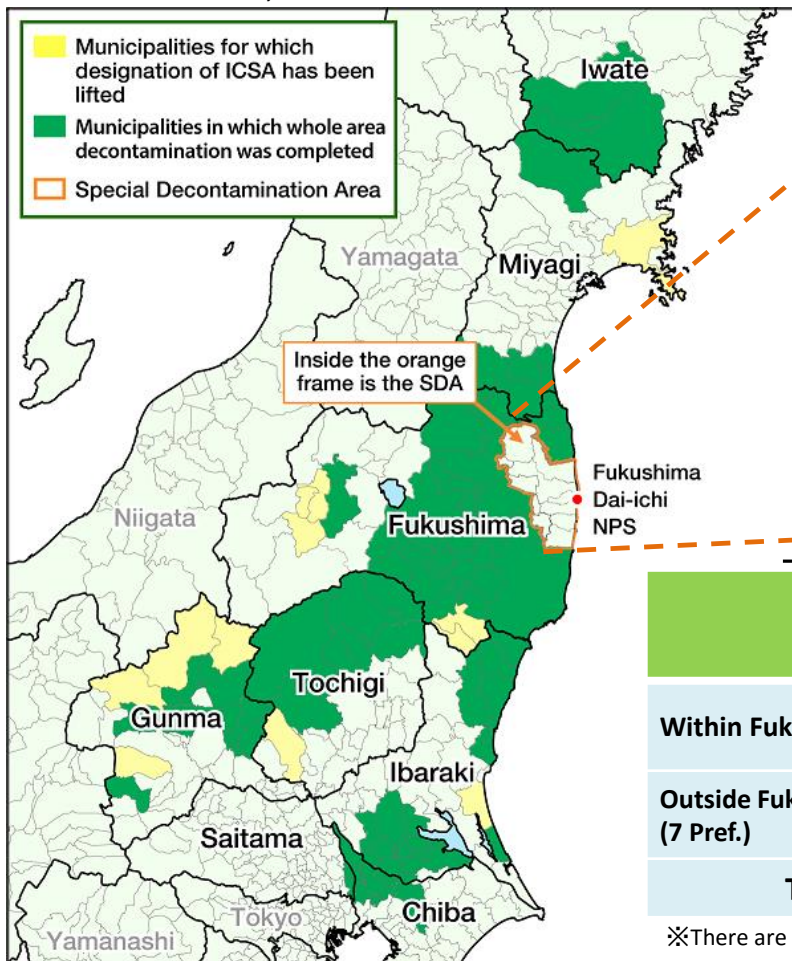 Municipalities for which
designation of ICSA has been
lifted
Municipalities in which whole area
decontamination was completed
Special Decontamination Area
Iwate
Yamagata
Miyagi
Inside the orange
frame is the SDA
Fukushima
Dai-ichi
NPS
Niigata
Fukushima
Tochigi
Gunma
Ibaraki
Saitama
Tokyo
Chiba
Yamanashi
Within Fuk
Outside Fuk
(7 Pref.)
T
※There are